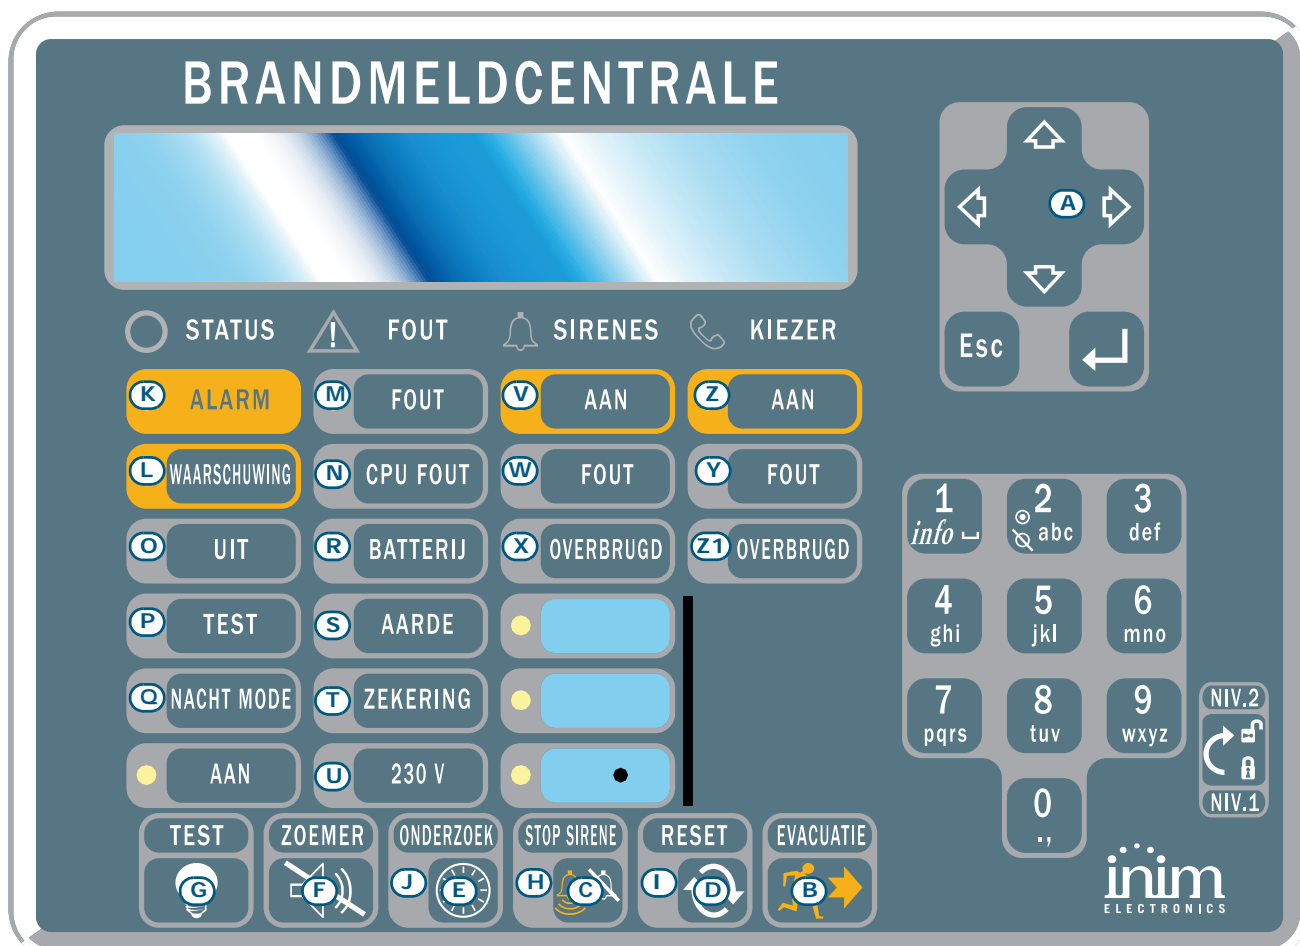 BRANDMELDCENTRALE
A
STATUS
FOUT
SIRENES
KIEZER
Esc
K ALARM
M FOUT
V AAN
Z AAN
L WAARSCHUWING
N CPU FOUT
W FOUT
Y FOUT
O UIT
R BATTERIJ
X OVERBRUGD
Z1 OVERBRUGD
P TEST
S AARDE
Q NACHT MODE
T ZEKERING
AAN
U 230 V
1
info
2
abc
3
def
4
ghi
5
jkl
6
mno
7
pqrs
8
tuv
9
wxyz
0
.,
NIV.2
NIV.1
TEST
G
ZOEMER
F
ONDERZOEK
J E
STOP SIRENE
H C
RESET
I D
EVACUATIE
B
inim
ELECTRONICS